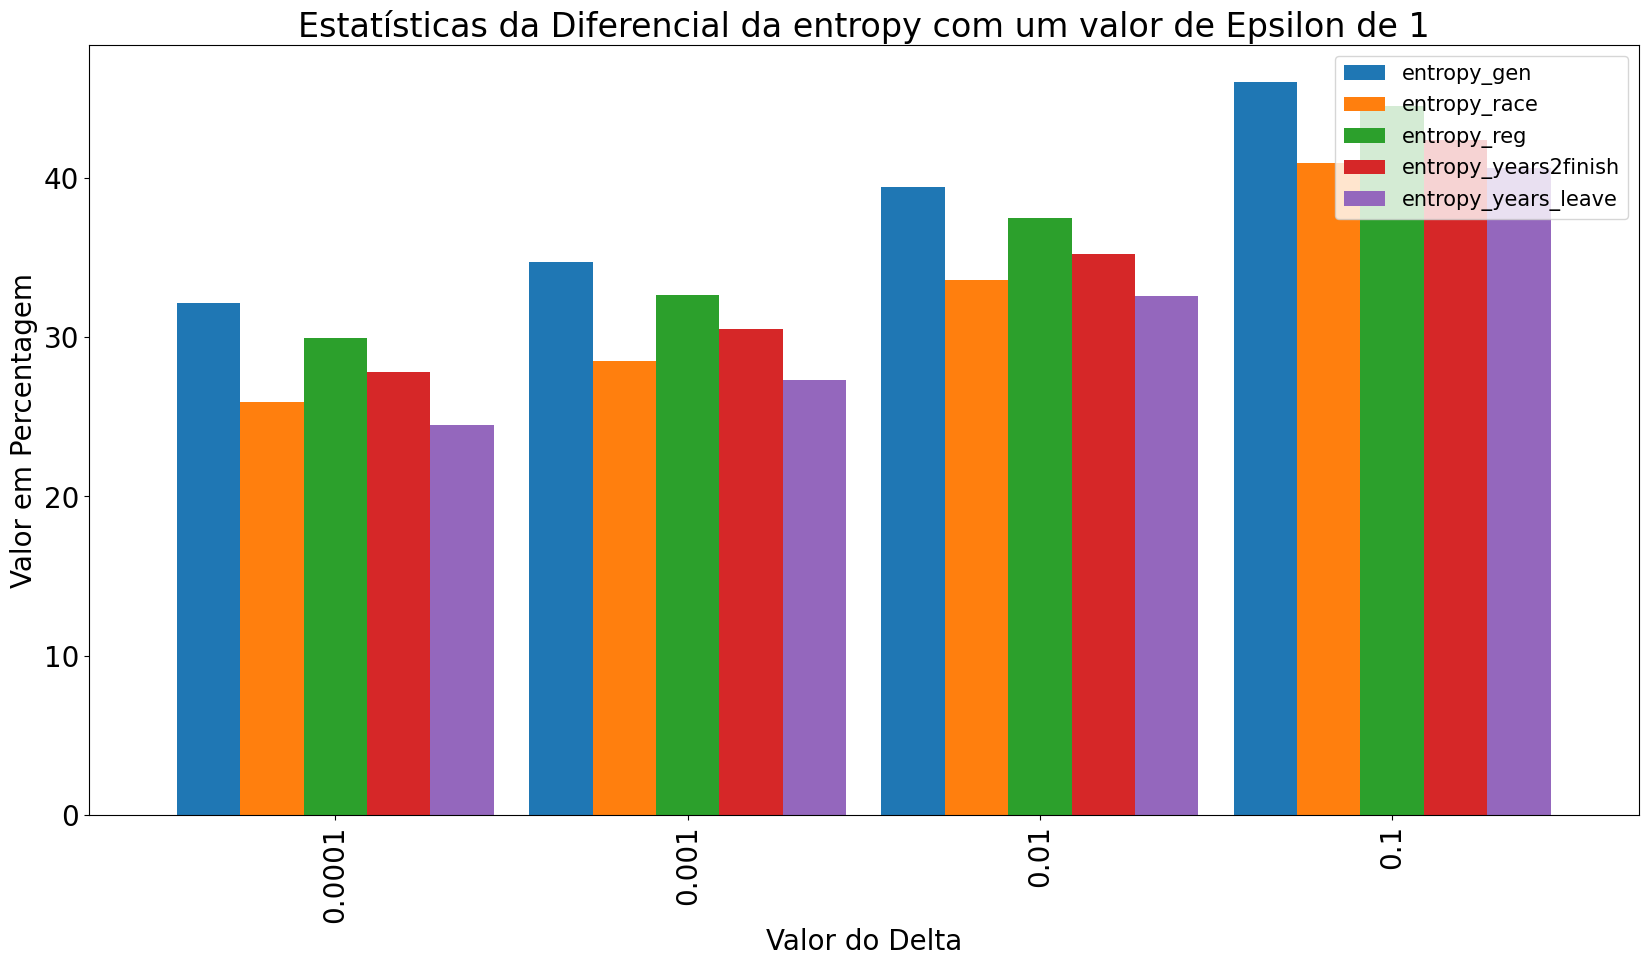 Estatísticas da Diferencial da entropy com um valor de Epsilon de 1
entropy_gen
entropy_race
entropy_reg
entropy_years2finish
entropy_years_leave
Valor em Percentagem
40
30
20
10
0
0.0001
0.001
0.01
0.1
Valor do Delta